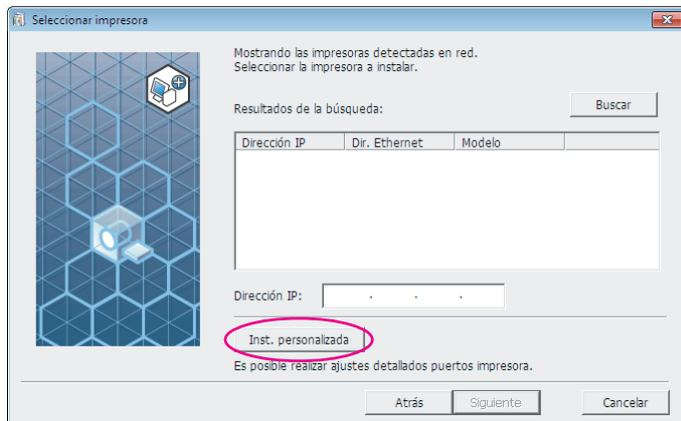 Seleccionar impresora
Mostrando las impresoras detectadas en red.
Seleccionar la impresora a instalar.
Resultados de la búsqueda:
Buscar
Dirección IP Dir. Ethernet Modelo
Dirección IP: . . .
Inst. personalizada
Es posible realizar ajustes detallados puertos impresora.
Atrás Siguiente Cancelar